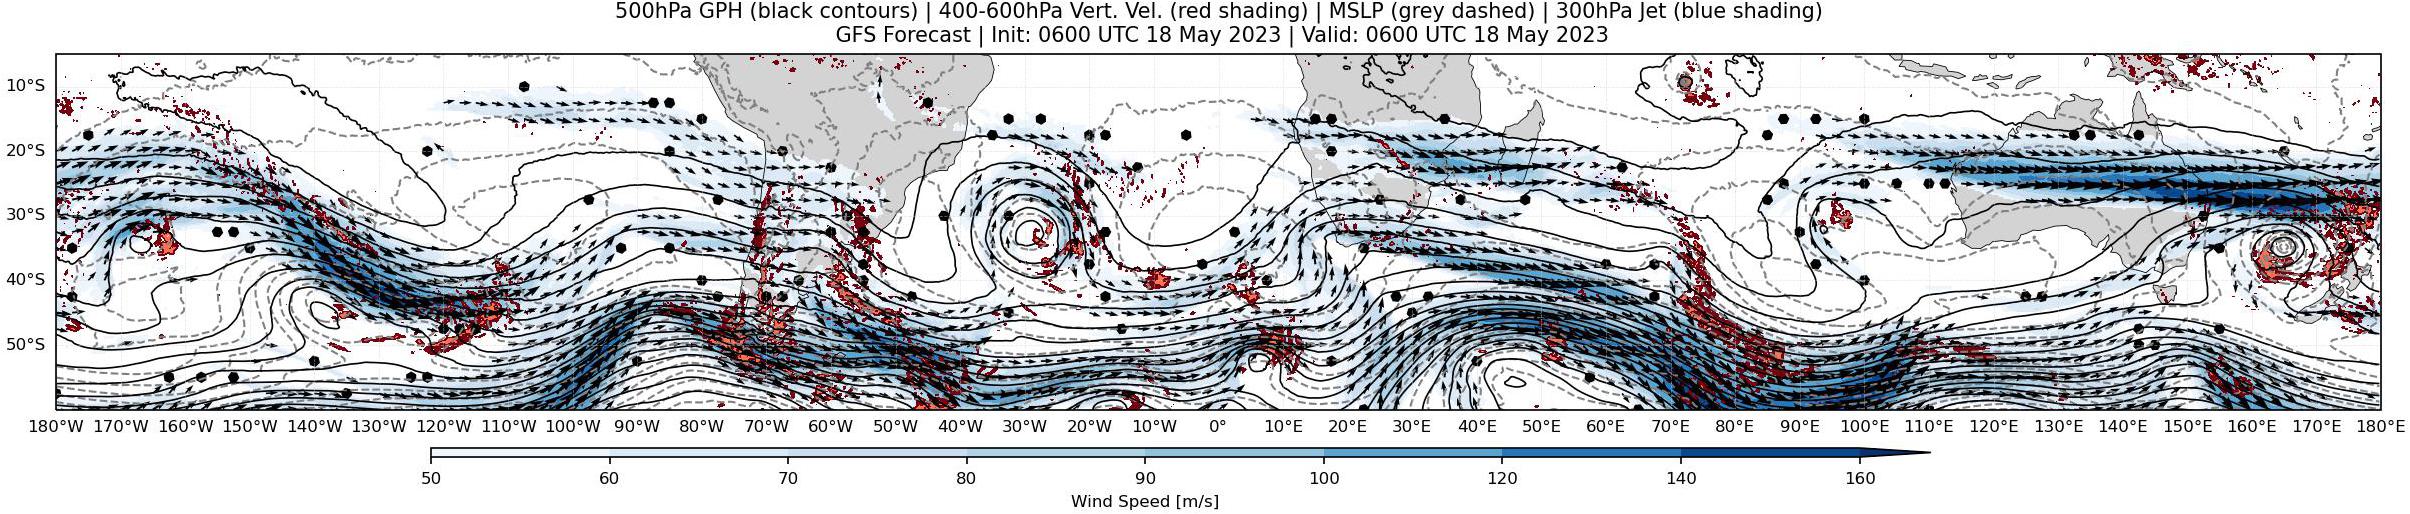 500hPa GPH (black contours) | 400-600hPa Vert. Vel. (red shading) | MSLP (grey dashed) | 300hPa Jet (blue shading)
GFS Forecast | Init: 0600 UTC 18 May 2023 | Valid: 0600 UTC 18 May 2023
10°S
20°S
30°S
40°S
50°S
180°W 170°W 160°W 150°W 140°W 130°W 120°W 110°W 100°W 90°W 80°W 70°W 60°W 50°W 40°W 30°W 20°W 10°W 0° 10°E 20°E 30°E 40°E 50°E 60°E 70°E 80°E 90°E 100°E 110°E 120°E 130°E 140°E 150°E 160°E 170°E 180°E
50 60 70 80 90 100 120 140 160
Wind Speed [m/s]